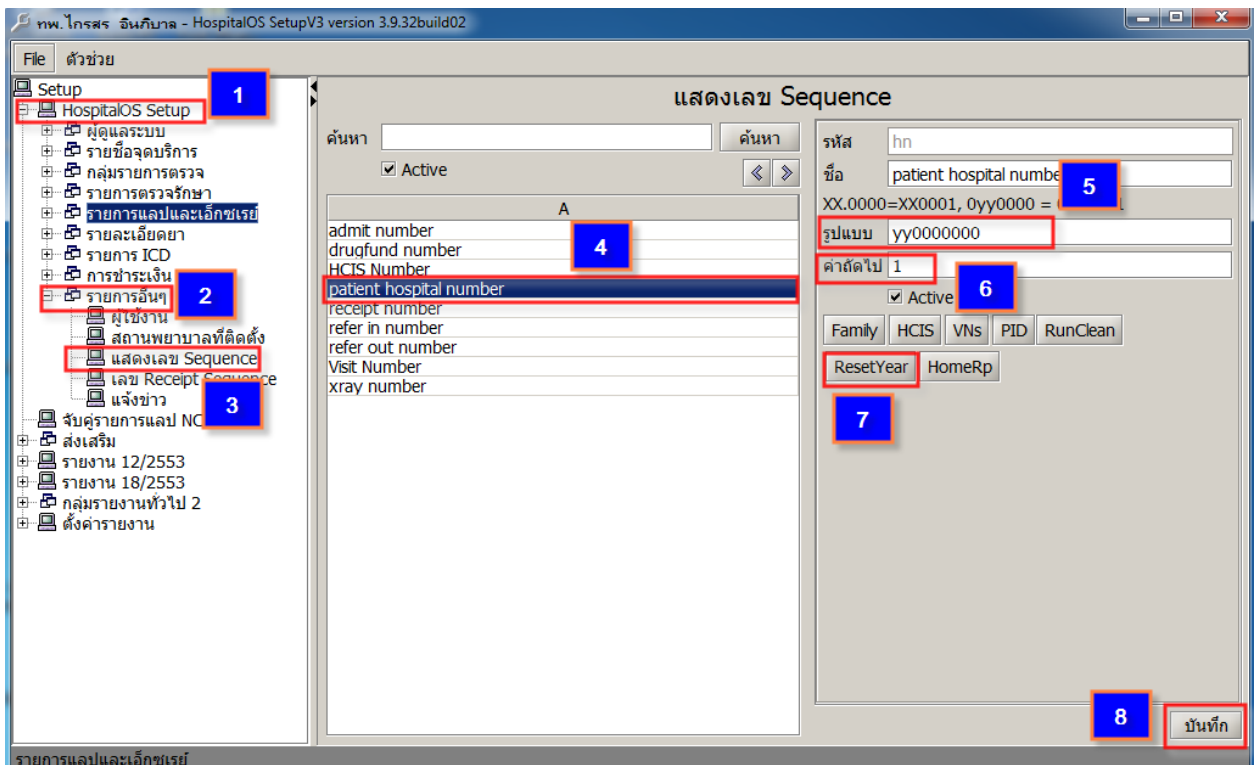 ทพ.ไกรสร อินภิบาล - HospitalOS SetupV3 version 3.9.32build02
File ตัวช่วย
Setup
HospitalOS Setup
1
ผู้ดูแลระบบ
รายชื่อจุดบริการ
กลุ่มรายการตรวจ
รายการตรวจรักษา
รายการแลปและเอ็กซเรย์
รายละเอียดยา
รายการ ICD
การชำระเงิน
รายการอื่นๆ
2
ผู้ใช้งาน
สถานพยาบาลที่ติดตั้ง
แสดงเลข Sequence
เลข Receipt Sequence
3
แจ้งข่าว
จับคู่รายการแลป
ส่งเสริม
รายงาน 12/2553
รายงาน 18/2553
กลุ่มรายงานทั่วไป 2
ตั้งค่ารายงาน
แสดงเลข Sequence
ค้นหา ค้นหา
Active
A
admit number
drugfund number
4
HCIS Number
patient hospital number
receipt number
refer in number
refer out number
Visit Number
xray number
รหัส hn
ชื่อ patient hospital numbe
5
XX.0000=XX0001, 0yy0000 =
รูปแบบ yy0000000
ค่าถัดไป 1
Active
6
Family HCIS VNs PID RunClean
ResetYear HomeRp
7
8
บันทึก
รายการแลปและเอ็กซเรย์